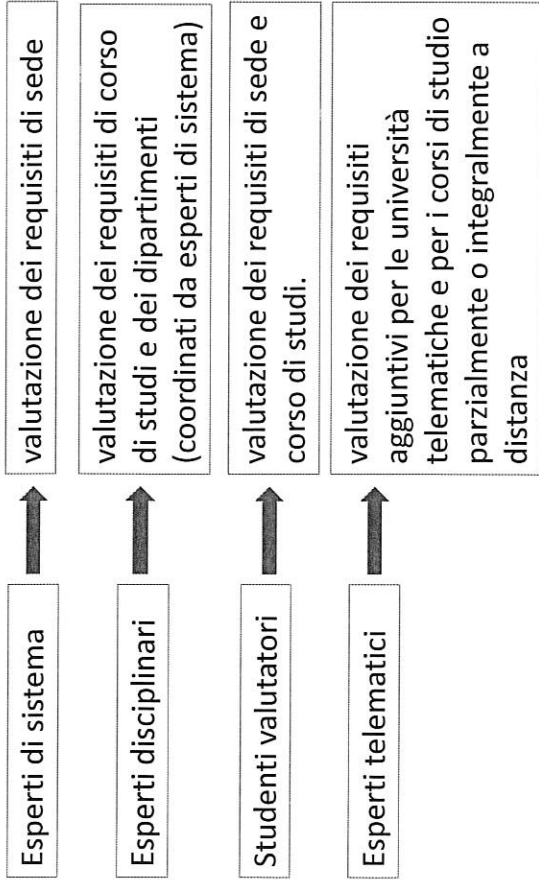 Esperti di sistema
valutazione dei requisiti di sede
Esperti disciplinari
valutazione dei requisiti di corso
di studi e dei dipartimenti
(coordinati da esperti di sistema)
Studenti valutatori
valutazione dei requisiti di sede e
corso di studi.
Esperti telematici
valutazione dei requisiti
aggiuntivi per le università
telematiche e per i corsi di studio
parzialmente o integralmente a
distanza